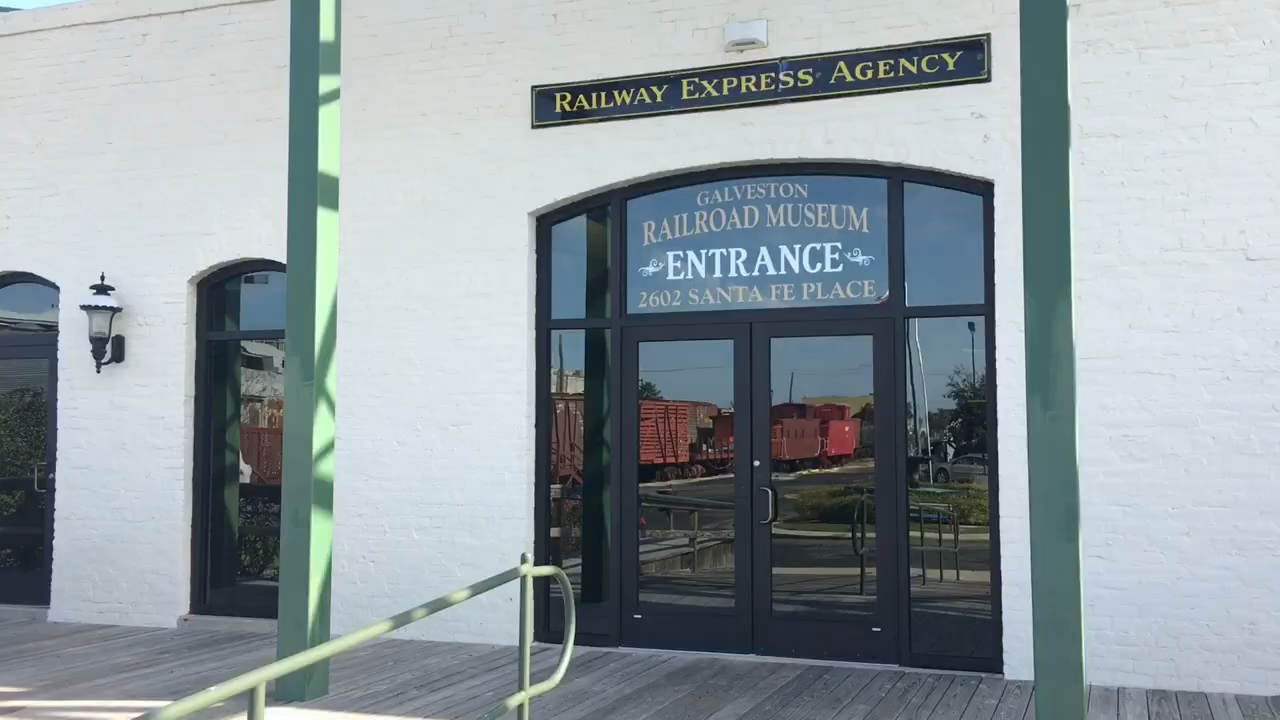 RAILWAY EXPRESS AGENCY
GALVESTON
RAILROAD MUSEUM
ENTRANCE
2602 SANTA FE PLACE